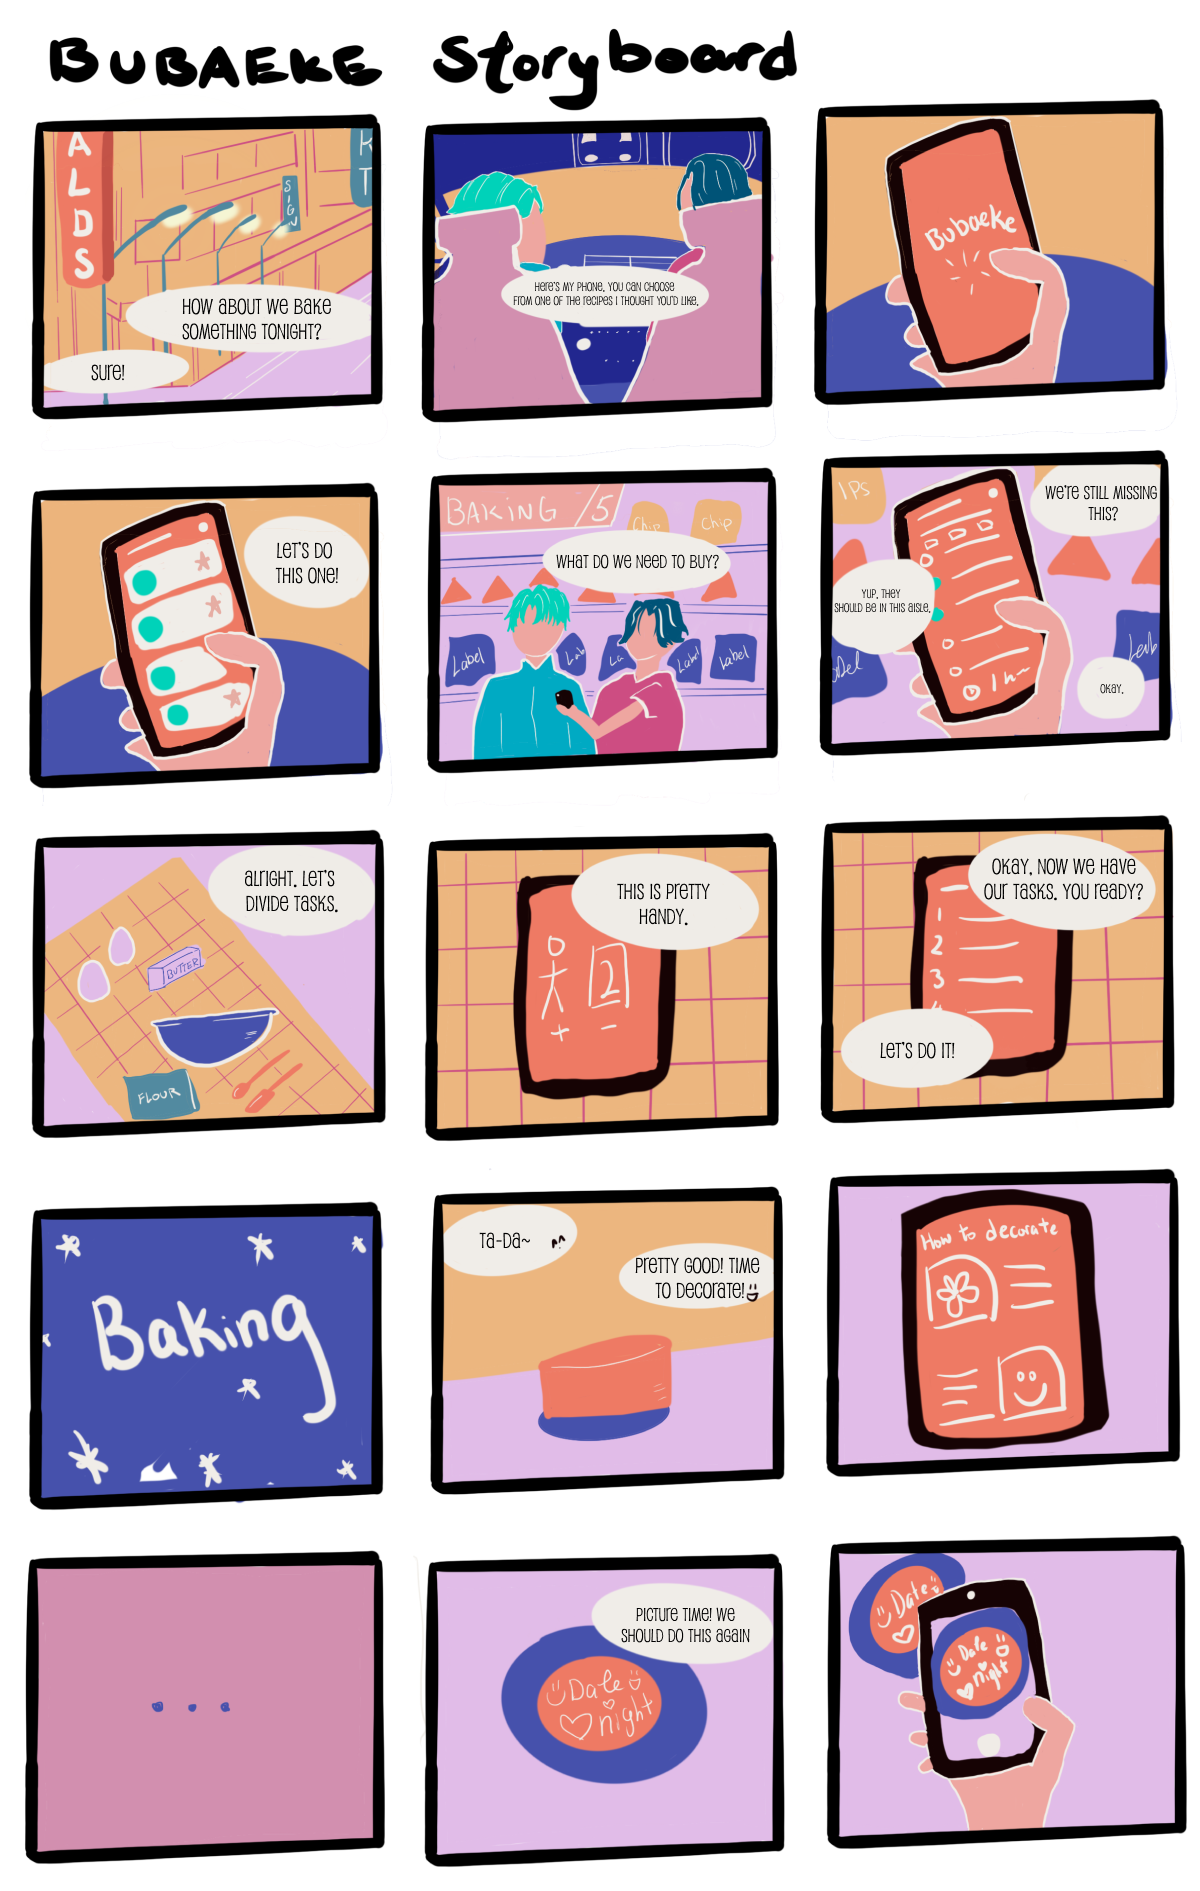 BUBAEKE Storyboard
ALDS
SIGN
HOW ABOUT WE BAKE
SOMETHING TONIGHT?
SURE!
HERE'S MY PHONE. YOU CAN CHOOSE
FROM ONE OF THE RECIPES I THOUGHT YOU'D LIKE.
Bubaeke
LET'S DO
THIS ONE!
BAKING /5
Chip
Chip
WHAT DO WE NEED TO BUY?
Label
Lab
La
Label
Label
IPS
WE'RE STILL MISSING
THIS?
YUP. THEY
SHOULD BE IN THIS AISLE.
OKAY.
ALRIGHT. LET'S
DIVIDE TASKS.
BUTTER
FLOUR
THIS IS PRETTY
HANDY.
2
+ –
OKAY. NOW WE HAVE
OUR TASKS. YOU READY?
1
2
3
LET'S DO IT!
Baking
TA-DA~ ^^
PRETTY GOOD! TIME
TO DECORATE!
How to decorate
...
PICTURE TIME! WE
SHOULD DO THIS AGAIN
Date
night
Date
Date
night